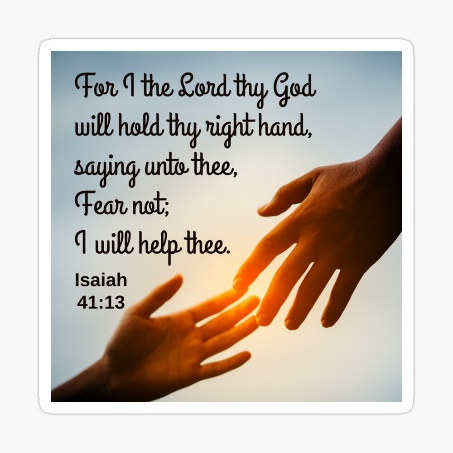 For I the Lord thy God
will hold thy right hand,
saying unto thee,
Fear not;
I will help thee.
Isaiah
41:13